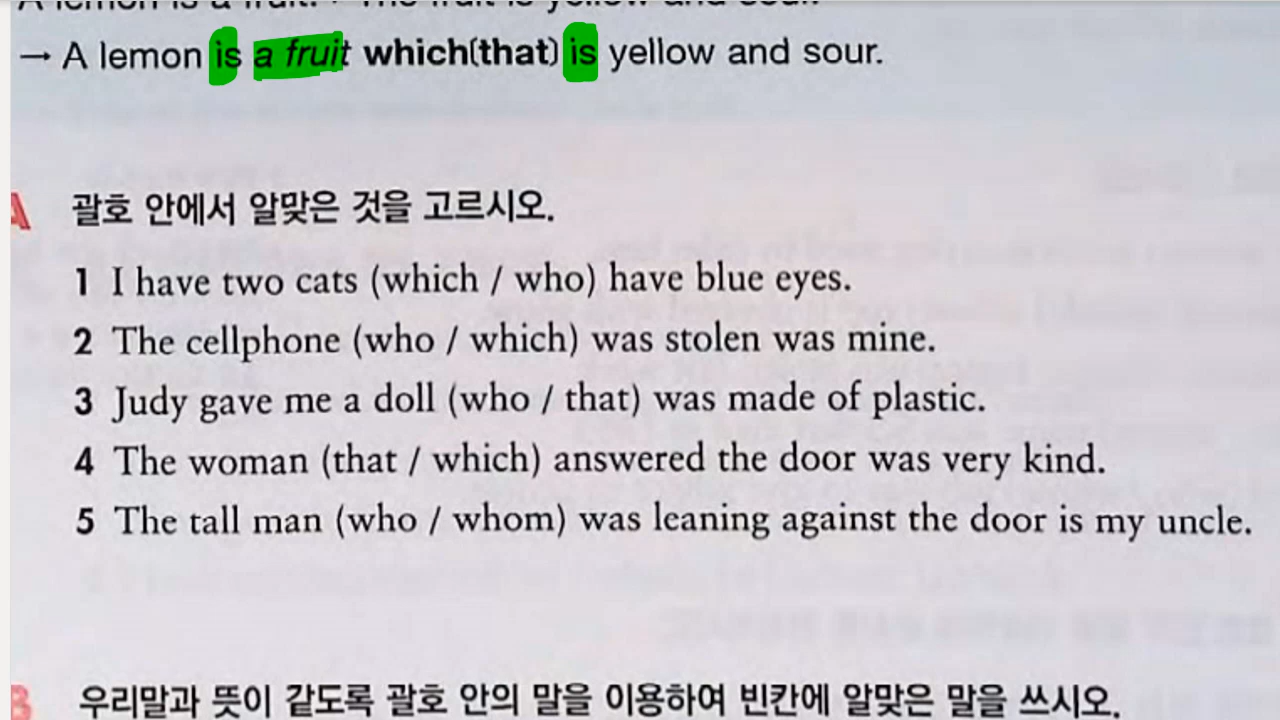 → A lemon is a fruit which(that) is yellow and sour.
A 괄호 안에서 알맞은 것을 고르시오.
1 I have two cats (which / who) have blue eyes.
2 The cellphone (who / which) was stolen was mine.
3 Judy gave me a doll (who / that) was made of plastic.
4 The woman (that / which) answered the door was very kind.
5 The tall man (who / whom) was leaning against the door is my uncle.
B 우리말과 뜻이 같도록 괄호 안의 말을 이용하여 빈칸에 알맞은 말을 쓰시오.